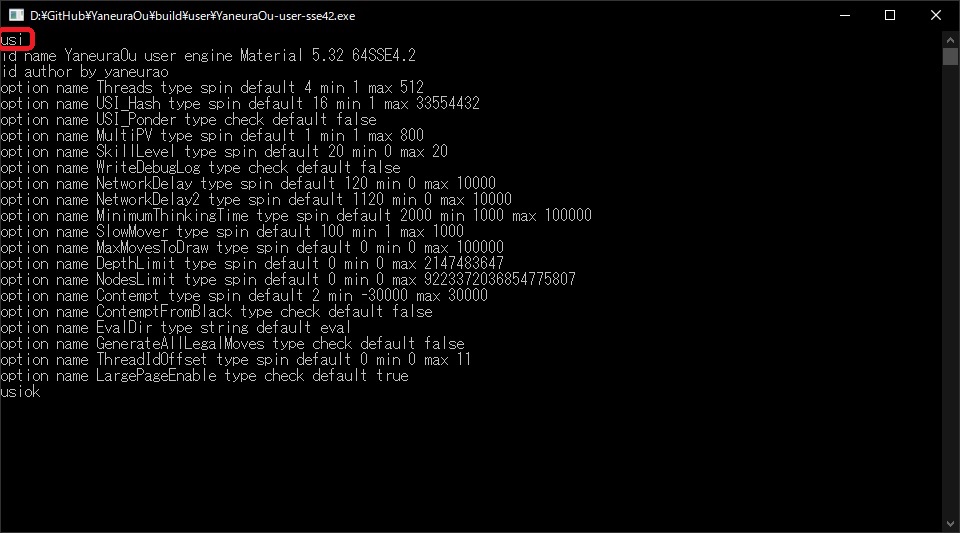 D:¥GitHub¥YaneuraOu¥build¥user¥YaneuraOu-user-sse42.exe
usi
id name YaneuraOu user engine Material 5.32 64SSE4.2
id author by yaneurao
option name Threads type spin default 4 min 1 max 512
option name USI_Hash type spin default 16 min 1 max 33554432
option name USI_Ponder type check default false
option name MultiPV type spin default 1 min 1 max 800
option name SkillLevel type spin default 20 min 0 max 20
option name WriteDebugLog type check default false
option name NetworkDelay type spin default 120 min 0 max 10000
option name NetworkDelay2 type spin default 1120 min 0 max 10000
option name MinimumThinkingTime type spin default 2000 min 1000 max 100000
option name SlowMover type spin default 100 min 1 max 1000
option name MaxMovesToDraw type spin default 0 min 0 max 100000
option name DepthLimit type spin default 0 min 0 max 2147483647
option name NodesLimit type spin default 0 min 0 max 9223372036854775807
option name Contempt type spin default 2 min -30000 max 30000
option name ContemptFromBlack type check default false
option name EvalDir type string default eval
option name GenerateAllLegalMoves type check default false
option name ThreadIdOffset type spin default 0 min 0 max 11
option name LargePageEnable type check default true
usiok